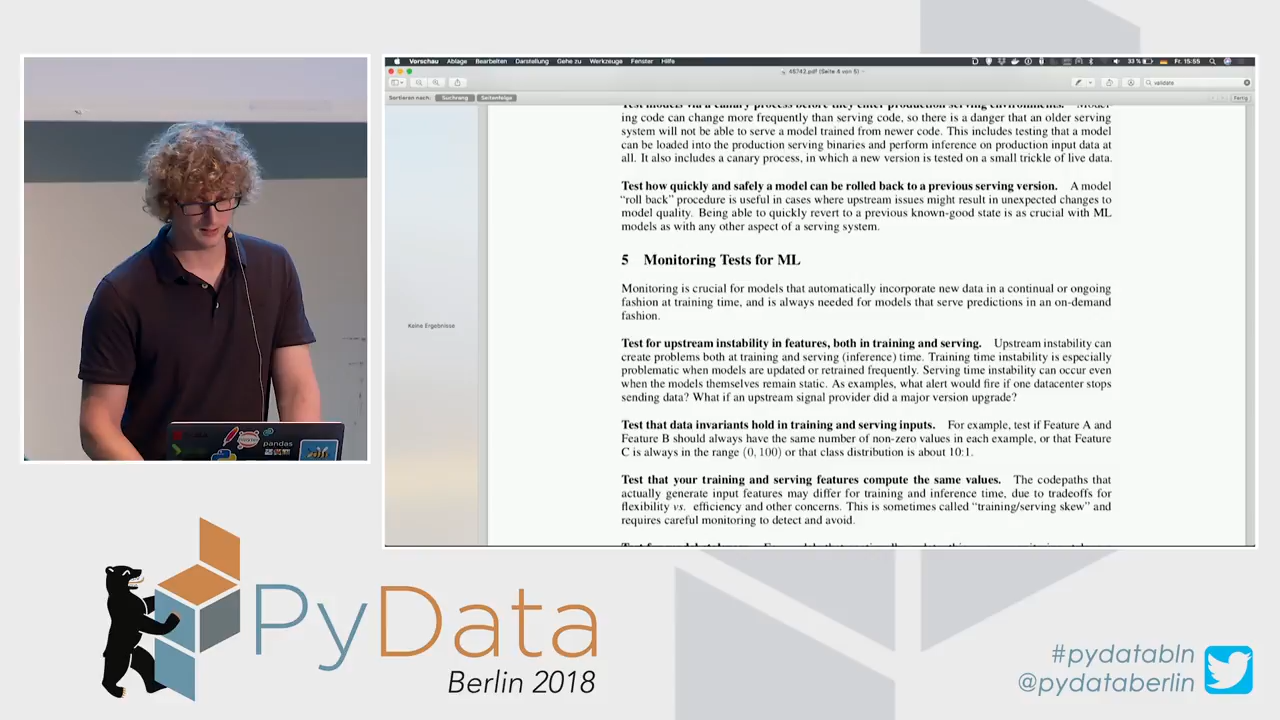 Vorschau Ablage Bearbeiten Darstellung Gehe zu Werkzeuge Fenster Hilfe
33 % Fr. 15:55
46742.pdf (Seite 4 von 5)
validate
Sortieren nach: Suchrang Seitenfolge
Fertig
Keine Ergebnisse
Test models via a canary process before they enter production serving environments. Model-
ing code can change more frequently than serving code, so there is a danger that an older serving
system will not be able to serve a model trained from newer code. This includes testing that a model
can be loaded into the production serving binaries and perform inference on production input data at
all. It also includes a canary process, in which a new version is tested on a small trickle of live data.
Test how quickly and safely a model can be rolled back to a previous serving version. A model
“roll back” procedure is useful in cases where upstream issues might result in unexpected changes to
model quality. Being able to quickly revert to a previous known-good state is as crucial with ML
models as with any other aspect of a serving system.
5 Monitoring Tests for ML
Monitoring is crucial for models that automatically incorporate new data in a continual or ongoing
fashion at training time, and is always needed for models that serve predictions in an on-demand
fashion.
Test for upstream instability in features, both in training and serving. Upstream instability can
create problems both at training and serving (inference) time. Training time instability is especially
problematic when models are updated or retrained frequently. Serving time instability can occur even
when the models themselves remain static. As examples, what alert would fire if one datacenter stops
sending data? What if an upstream signal provider did a major version upgrade?
Test that data invariants hold in training and serving inputs. For example, test if Feature A and
Feature B should always have the same number of non-zero values in each example, or that Feature
C is always in the range (0, 100) or that class distribution is about 10:1.
Test that your training and serving features compute the same values. The codepaths that
actually generate input features may differ for training and inference time, due to tradeoffs for
flexibility vs. efficiency and other concerns. This is sometimes called “training/serving skew” and
requires careful monitoring to detect and avoid.
pandas
PyData
Berlin 2018
#pydatabln
@pydataberlin